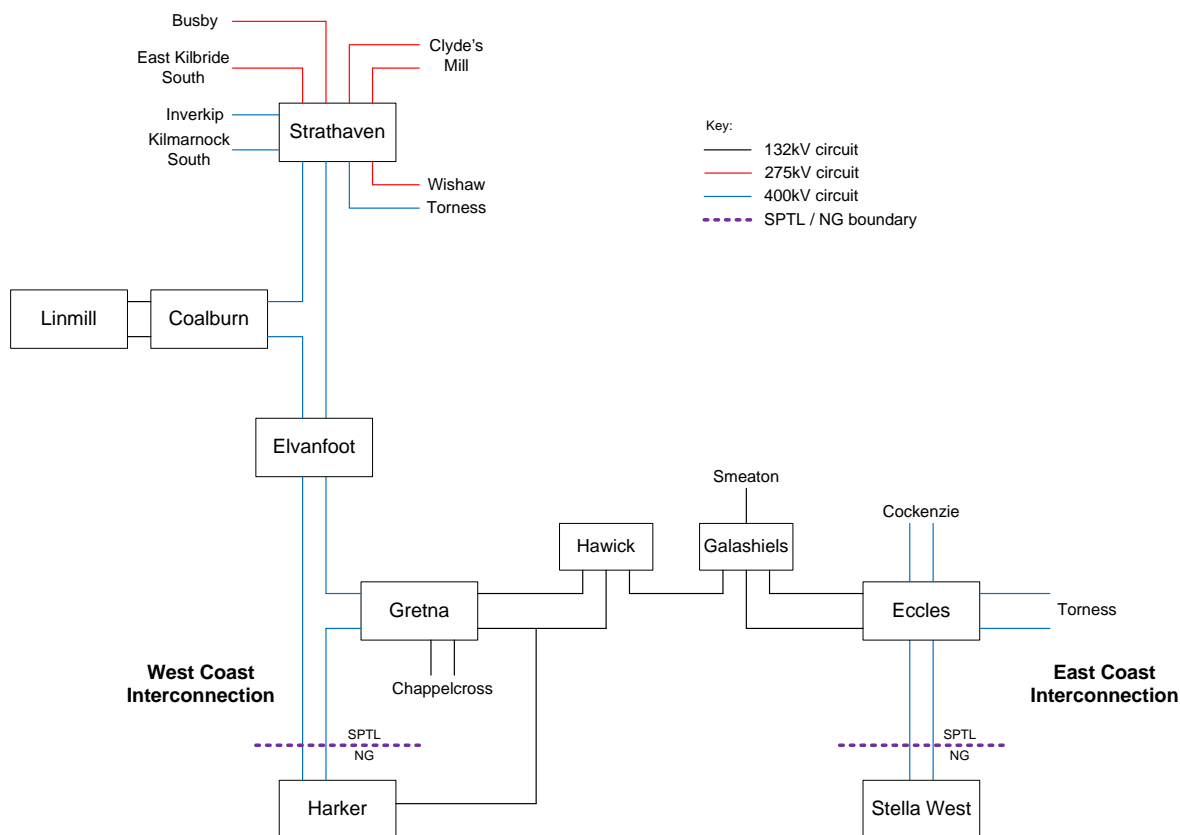 Busby
East Kilbride
South
Clyde's
Mill
Inverkip
Kilmarnock
South
Strathaven
Wishaw
Torness
Key:
132kV circuit
275kV circuit
400kV circuit
SPTL / NG boundary
Linmill
Coalburn
Elvanfoot
Smeaton
Cockenzie
Hawick
Galashiels
Gretna
Eccles
Torness
Chappelcross
West Coast
Interconnection
East Coast
Interconnection
SPTL
NG
SPTL
NG
Harker
Stella West